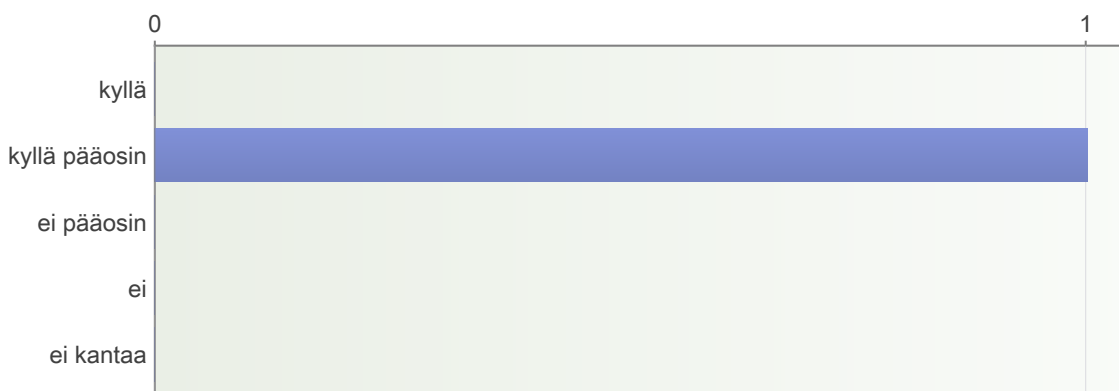 0 1
kyllä
kyllä pääosin
ei pääosin
ei
ei kantaa